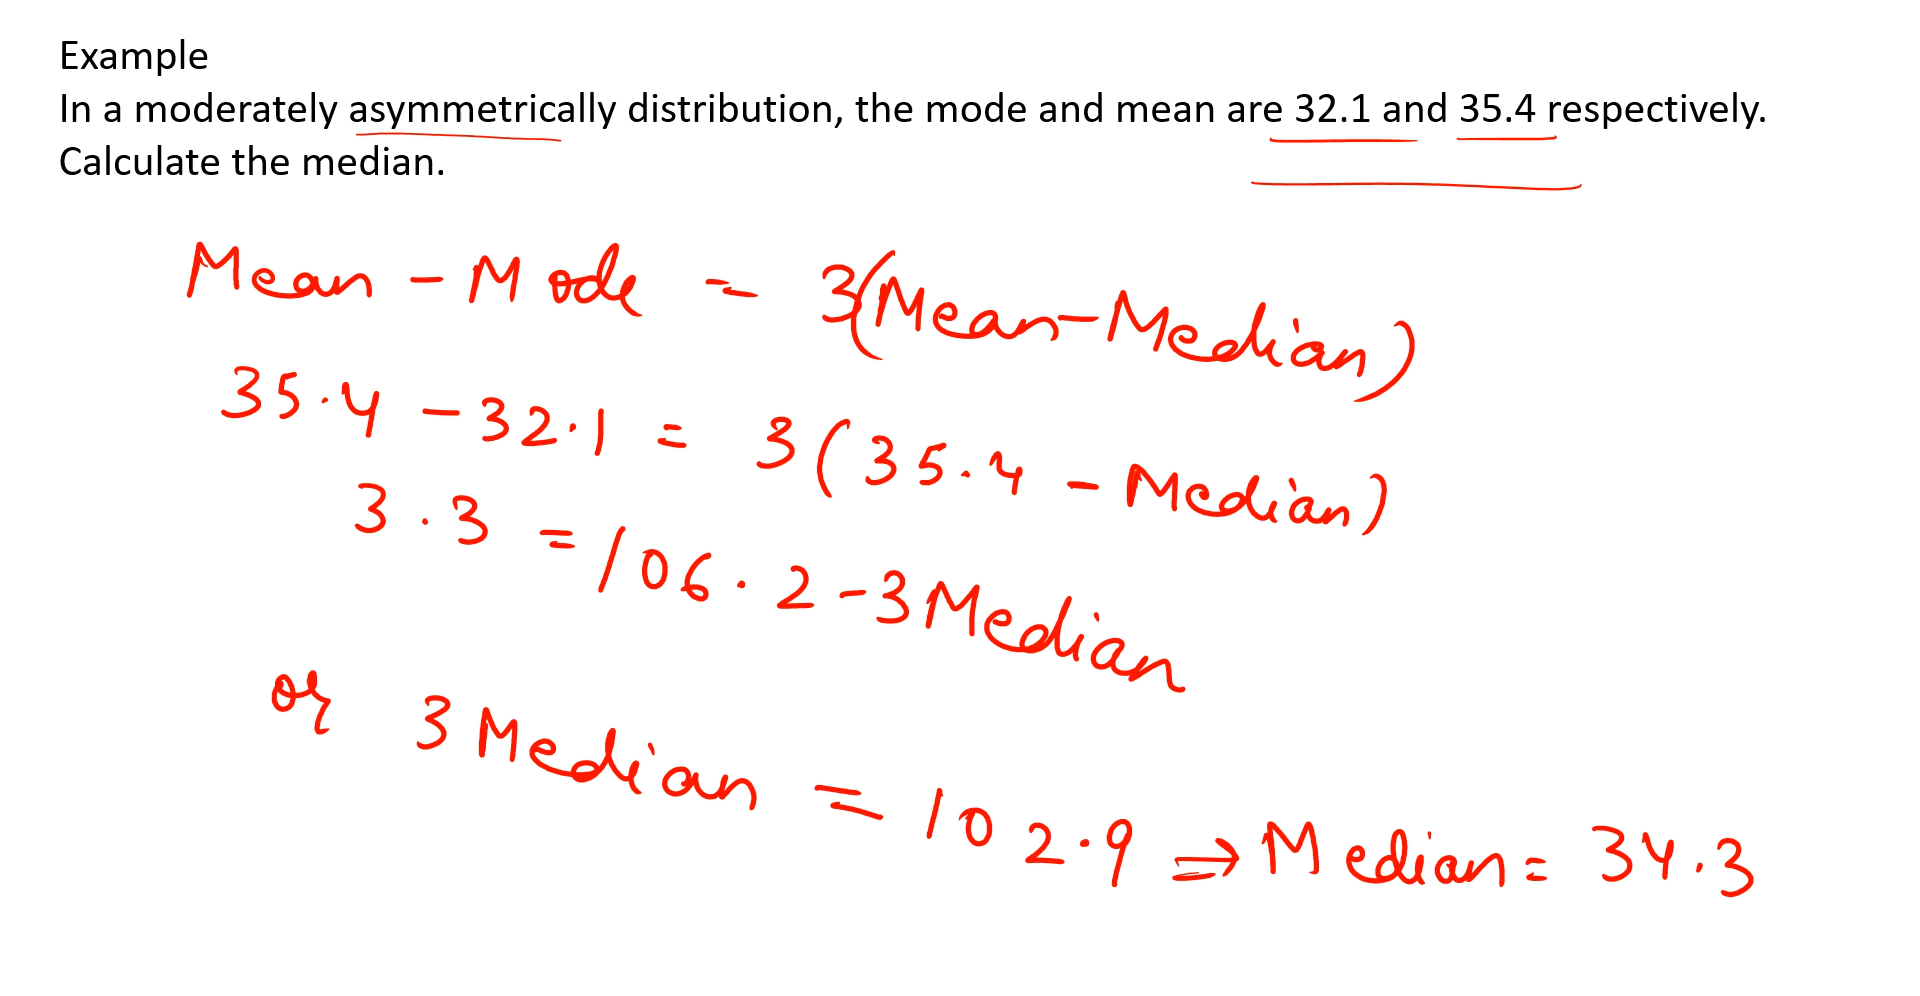 Example
In a moderately asymmetrically distribution, the mode and mean are 32.1 and 35.4 respectively.
Calculate the median.
Mean - Mode = 3(Mean-Median)
35.4 - 32.1 = 3(35.4 - Median)
3.3 = 106.2 - 3 Median
or 3 Median = 102.9 ⇒ Median = 34.3